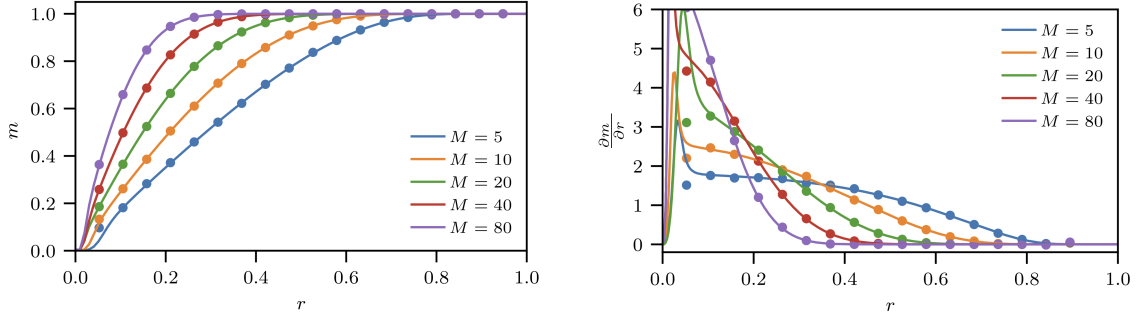 1.0
0.8
0.6
0.4
0.2
0.0
m
M = 5
M = 10
M = 20
M = 40
M = 80
0.0 0.2 0.4 0.6 0.8 1.0
r
6
5
4
3
2
1
0
∂m/∂r
M = 5
M = 10
M = 20
M = 40
M = 80
0.0 0.2 0.4 0.6 0.8 1.0
r